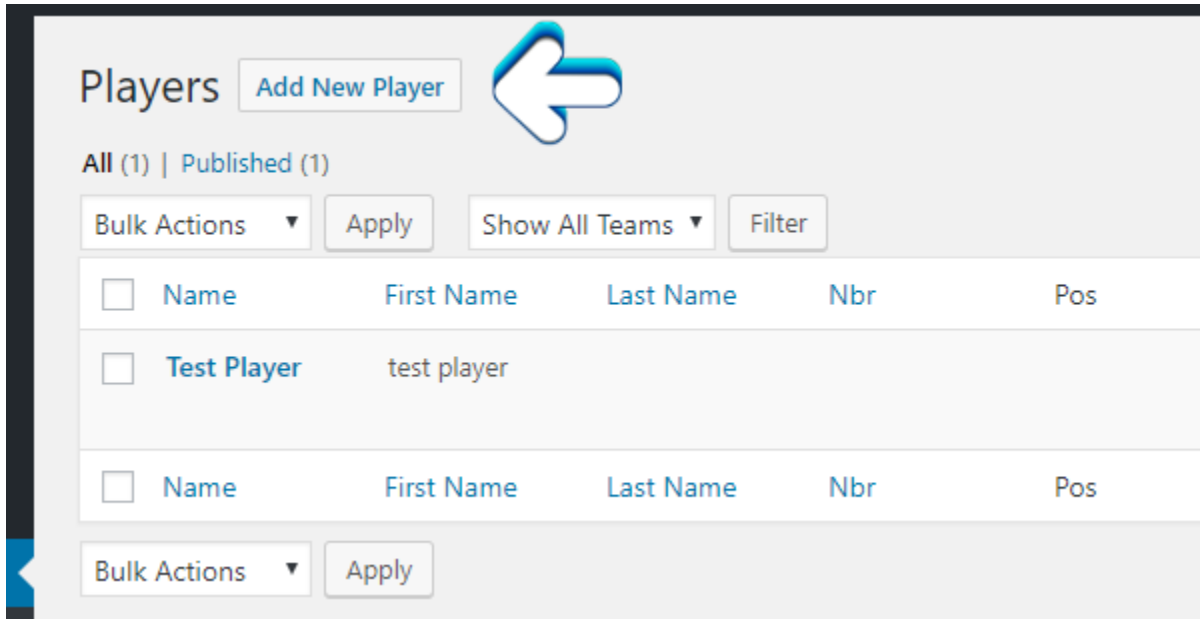 Players Add New Player
All (1) | Published (1)
Bulk Actions Apply Show All Teams Filter
Name First Name Last Name Nbr Pos
Test Player test player
Name First Name Last Name Nbr Pos
Bulk Actions Apply